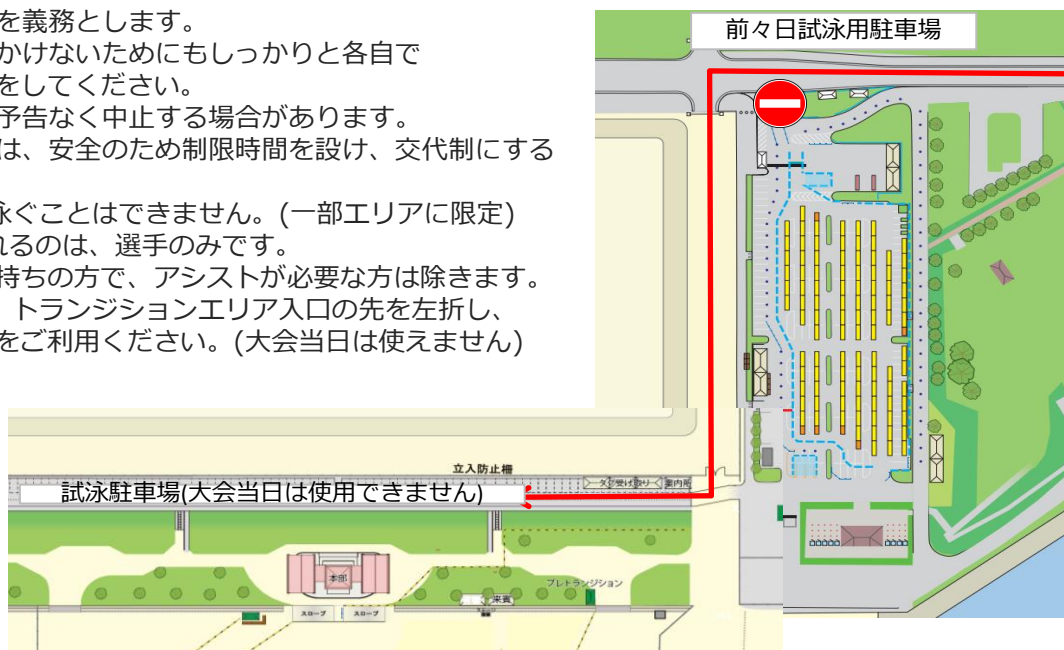 を義務とします。
かけないためにもしっかりと各自で
をしてください。
予告なく中止する場合があります。
は、安全のため制限時間を設け、交代制にする
泳ぐことはできません。(一部エリアに限定)
れるのは、選手のみです。
持ちの方で、アシストが必要な方は除きます。
、トランジションエリア入口の先を左折し、
をご利用ください。(大会当日は使えません)
前々日試泳用駐車場
立入防止柵
試泳駐車場(大会当日は使用できません)
案内所
本部
プレトランジション
来賓
スロープ
スロープ